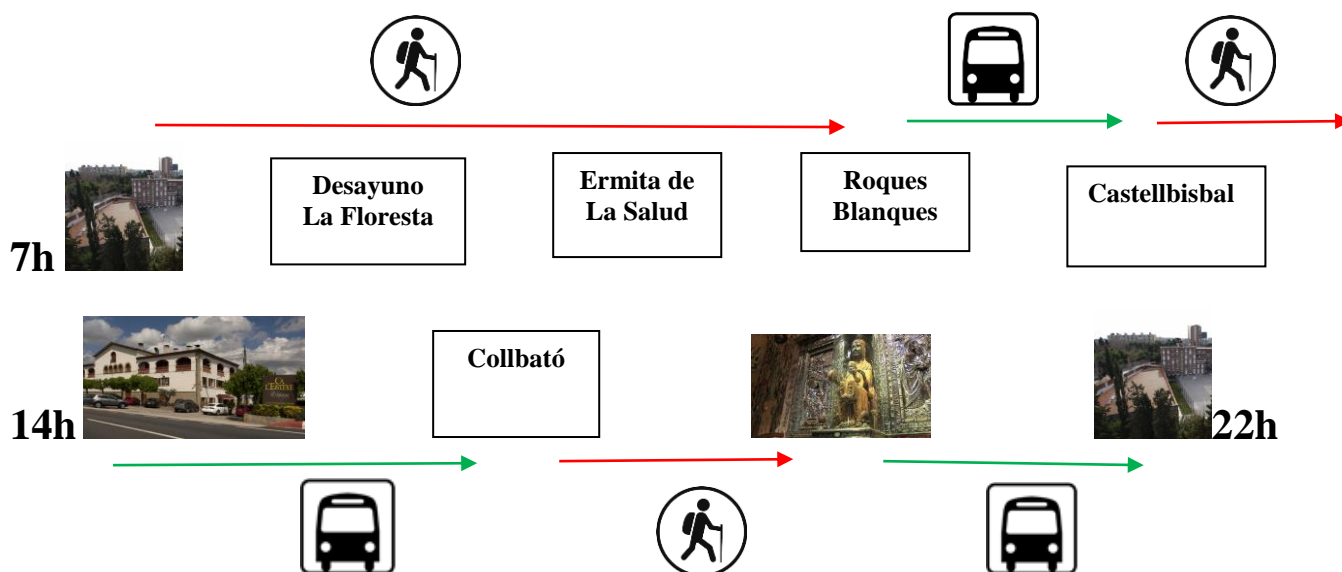 Desayuno
La Floresta
Ermita de
La Salud
Roques
Blanques
Castellbisbal
7h
Collbató
14h
22h